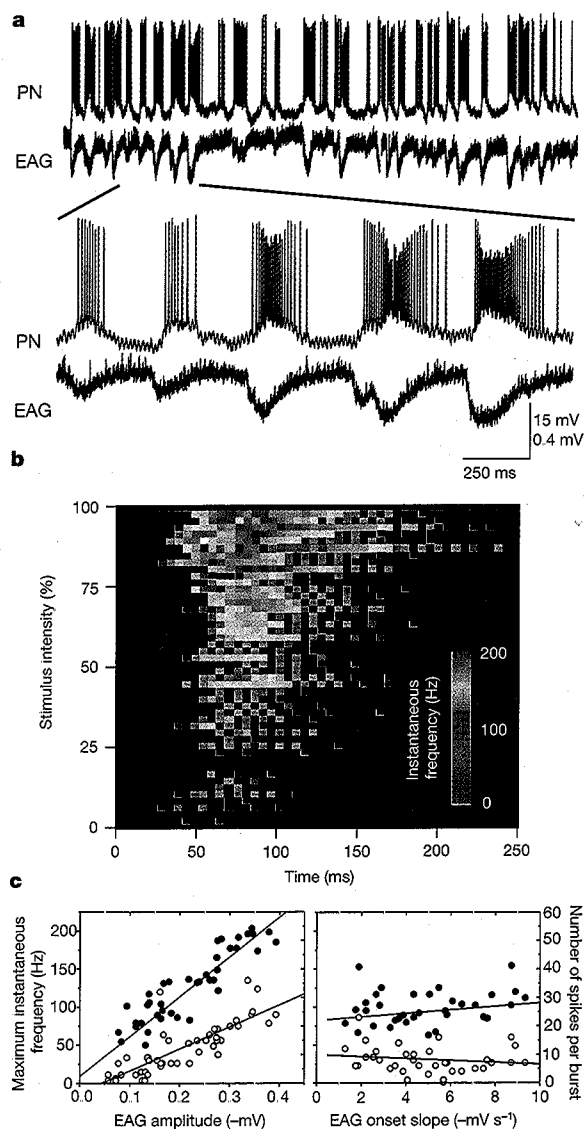 a
PN
EAG
PN
EAG
15 mV
0.4 mV
250 ms
b
100
75
50
25
0
Stimulus intensity (%)
0 50 100 150 200 250
Time (ms)
Instantaneous
frequency (Hz)
200
100
0
c
Maximum instantaneous
frequency (Hz)
200
150
100
50
0
0.0 0.1 0.2 0.3 0.4
EAG amplitude (–mV)
0 2 4 6 8 10
EAG onset slope (–mV s⁻¹)
60
50
40
30
20
10
0
Number of spikes per burst